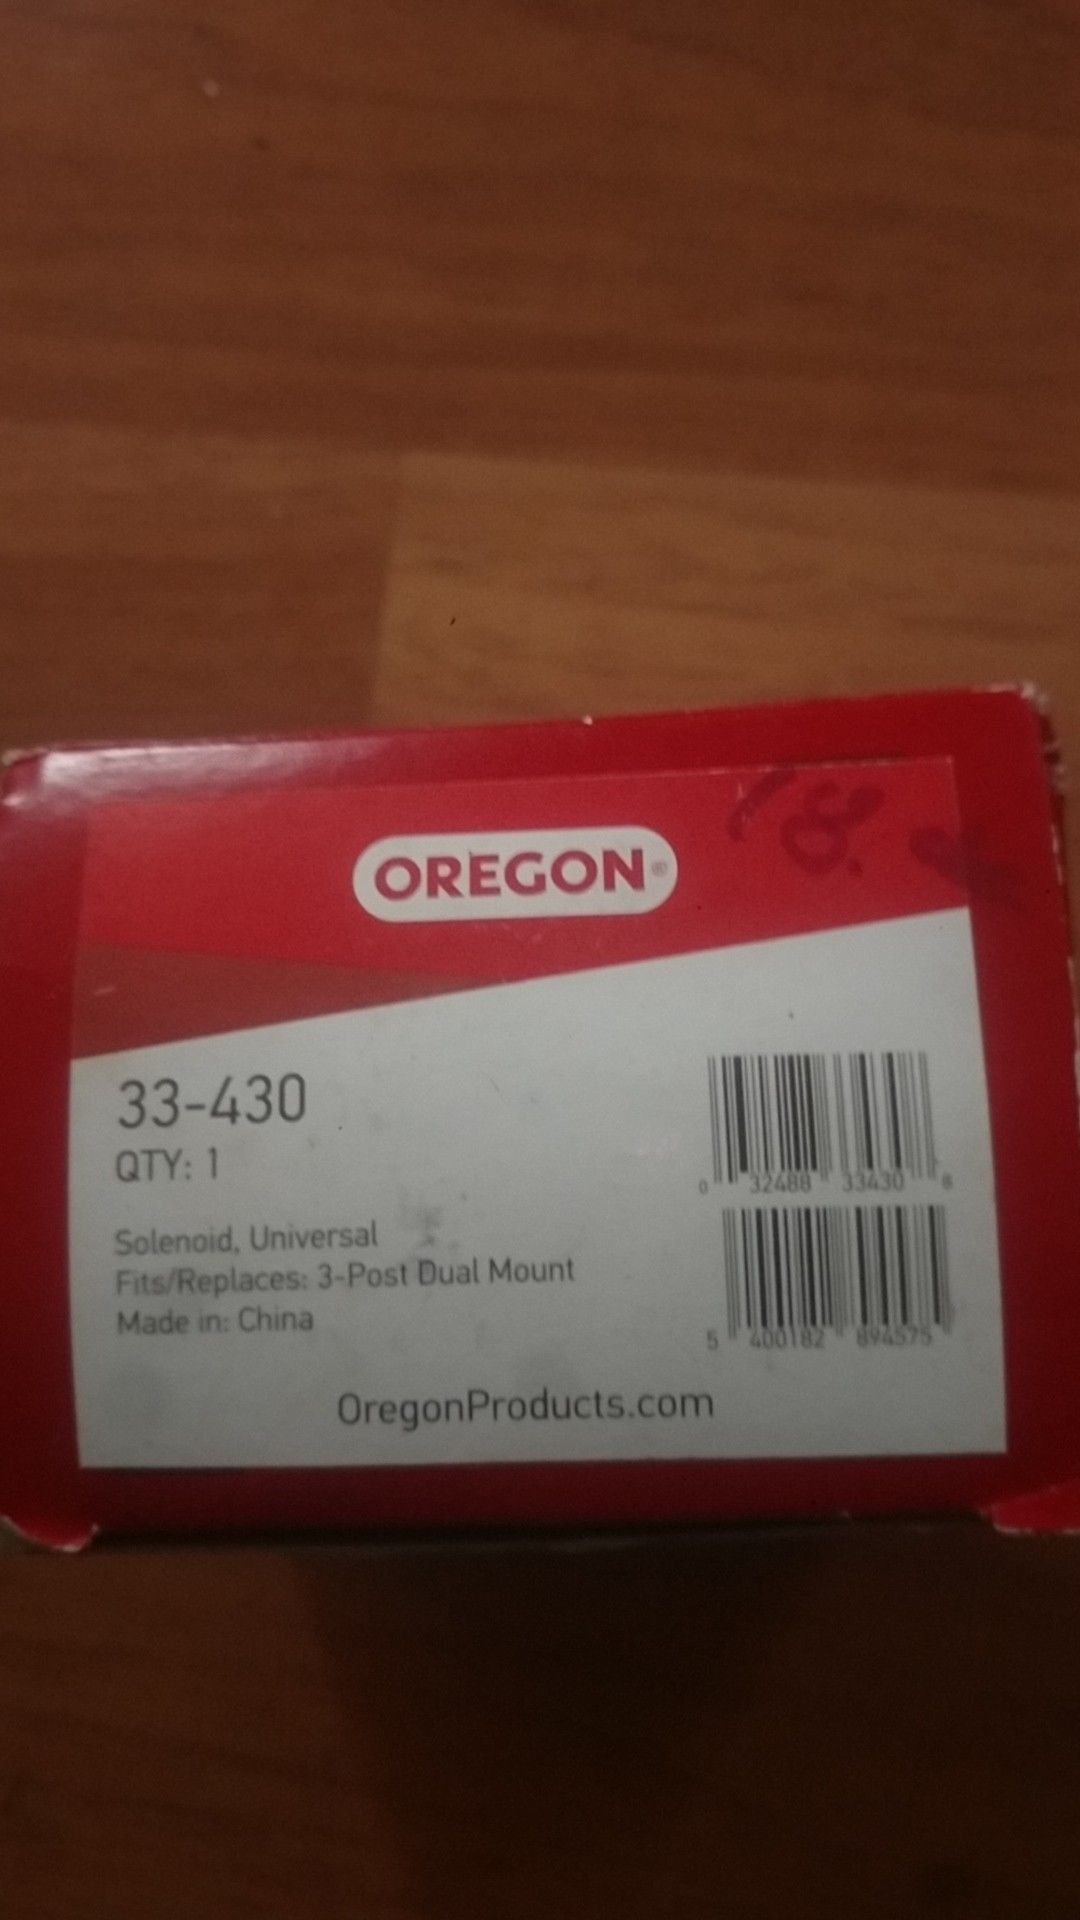 OREGON®
33-430
QTY: 1
Solenoid, Universal
Fits/Replaces: 3-Post Dual Mount
Made in: China
0 32488 33430 8
5 400182 894575
OregonProducts.com